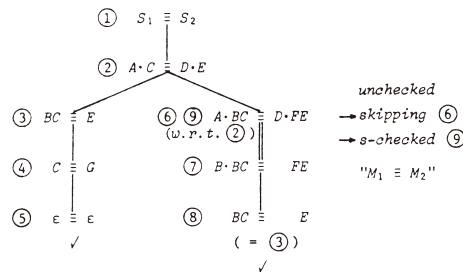 ① S₁ ≡ S₂
② A·C ≡ D·E
③ BC ≡ E ⑥ ⑨ A·BC ≡ D·FE
(w.r.t. ②)
④ C ≡ G ⑦ B·BC FE
⑤ ε ≡ ε ⑧ BC E
✓ ( = ③ )
✓
unchecked
→ skipping ⑥
→ s-checked ⑨
"M₁ ≡ M₂"